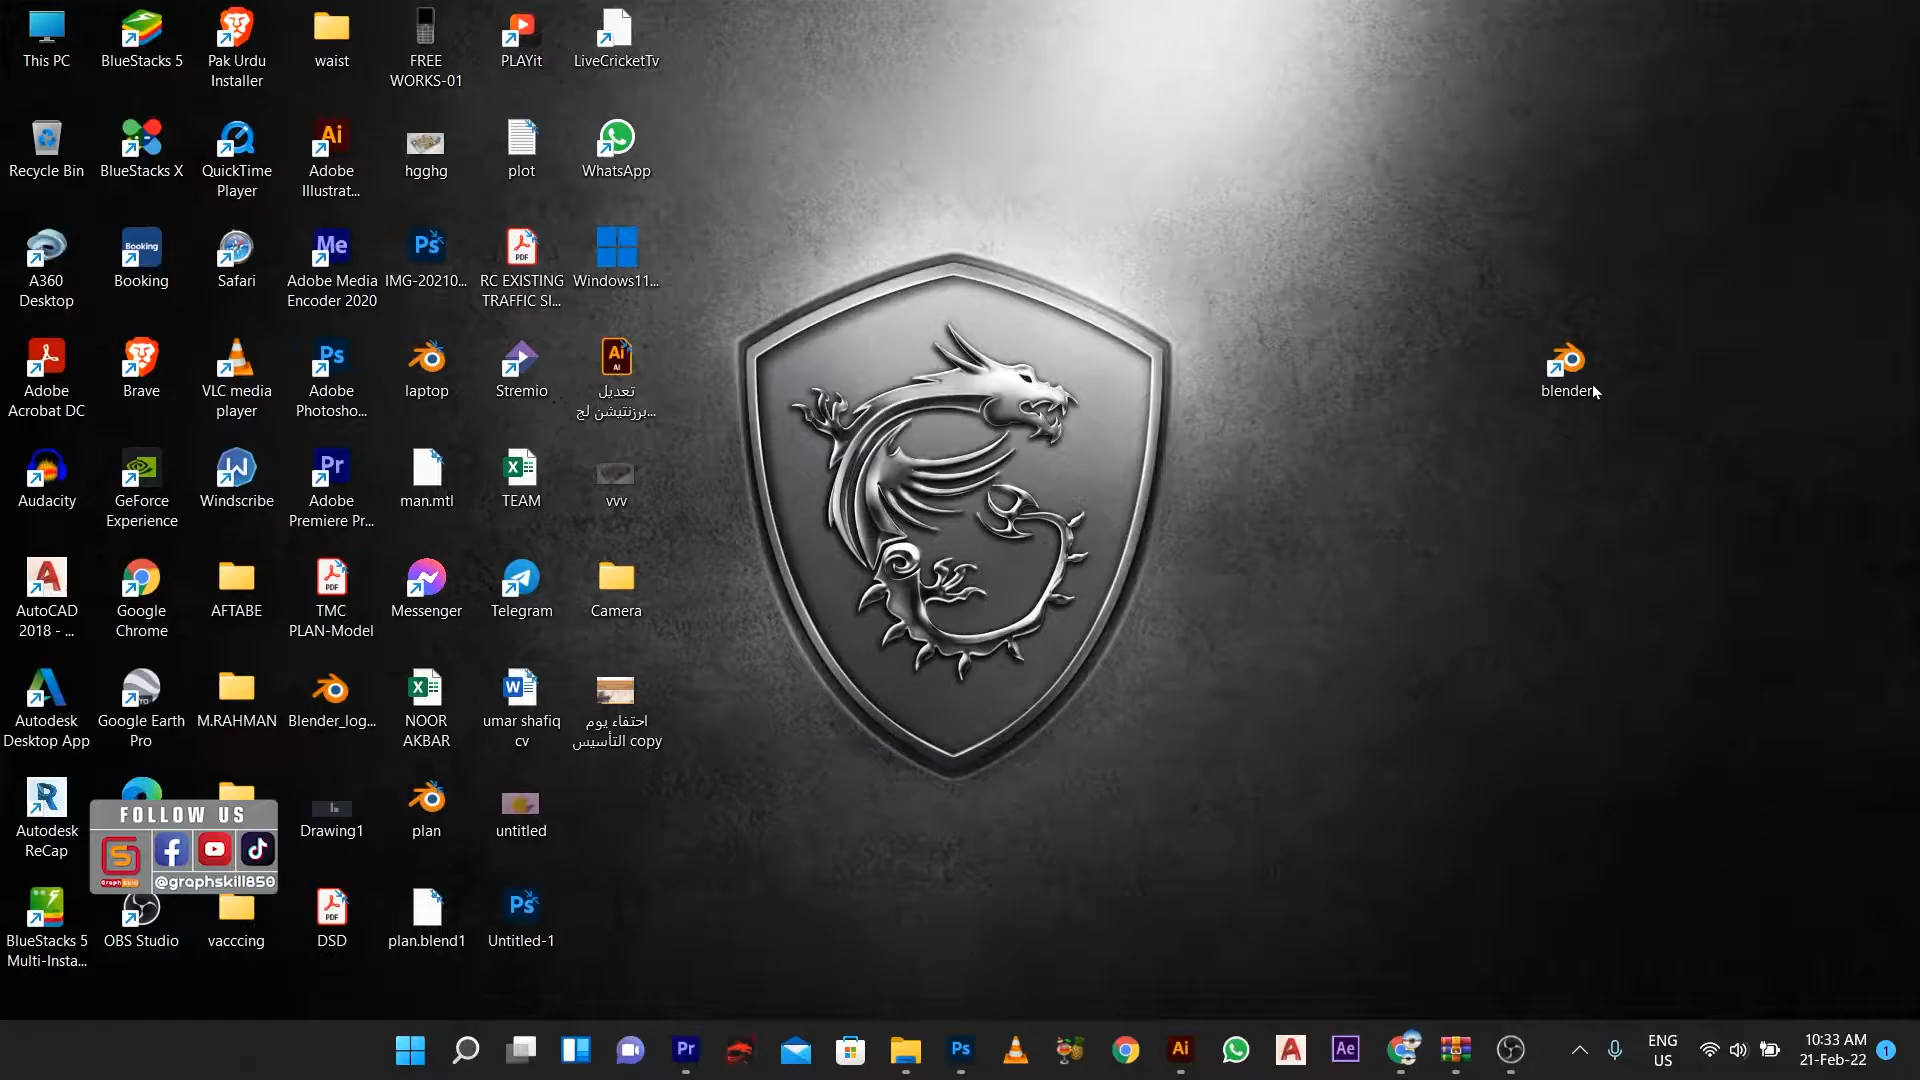 This PC
BlueStacks 5
Pak Urdu
Installer
waist
FREE
WORKS-01
PLAYit
LiveCricketTv
Recycle Bin
BlueStacks X
QuickTime
Player
Adobe
Illustrat...
hgghg
plot
WhatsApp
A360
Desktop
Booking
Safari
Adobe Media
Encoder 2020
IMG-20210...
RC EXISTING
TRAFFIC SI...
Windows11...
Adobe
Acrobat DC
Brave
VLC media
player
Adobe
Photosho...
laptop
Stremio
تعديل
برزنتيشن لج...
blender
Audacity
GeForce
Experience
Windscribe
Adobe
Premiere Pr...
man.mtl
TEAM
vvv
AutoCAD
2018 - ...
Google
Chrome
AFTABE
TMC
PLAN-Model
Messenger
Telegram
Camera
Autodesk
Desktop App
Google Earth
Pro
M.RAHMAN
Blender_log...
NOOR
AKBAR
umar shafiq
cv
احتفاء يوم
التأسيس copy
Autodesk
ReCap
FOLLOW US
Graph Skill
@graphskill850
Drawing1
plan
untitled
BlueStacks 5
Multi-Insta...
OBS Studio
vacccing
DSD
plan.blend1
Untitled-1
ENG
US
10:33 AM
21-Feb-22
1